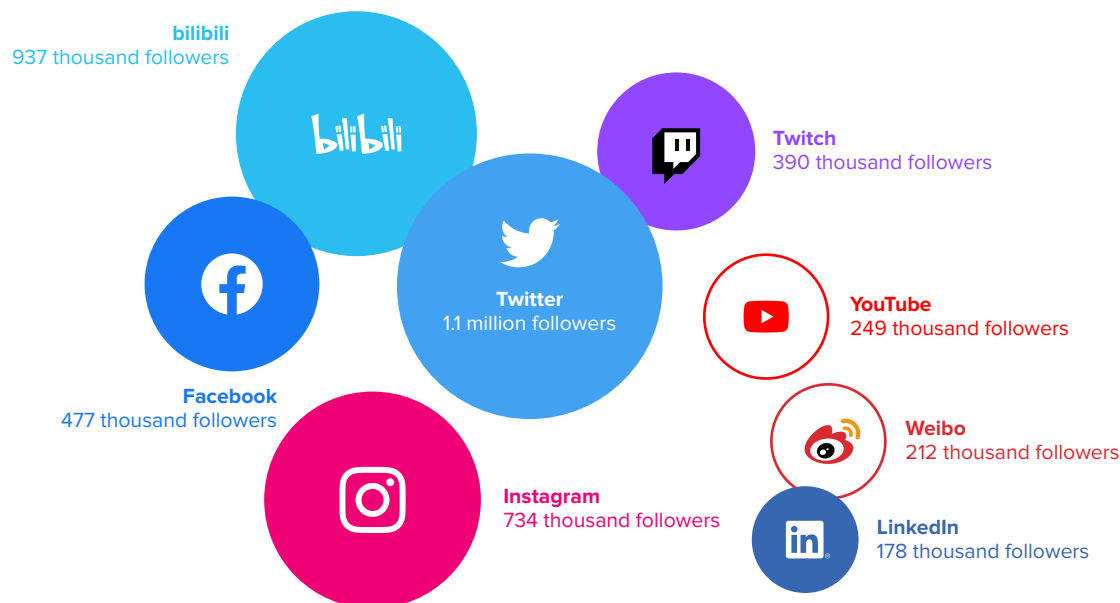 bilibili
937 thousand followers
bilibili
Twitch
390 thousand followers
Twitter
1.1 million followers
YouTube
249 thousand followers
Facebook
477 thousand followers
Weibo
212 thousand followers
Instagram
734 thousand followers
in
LinkedIn
178 thousand followers